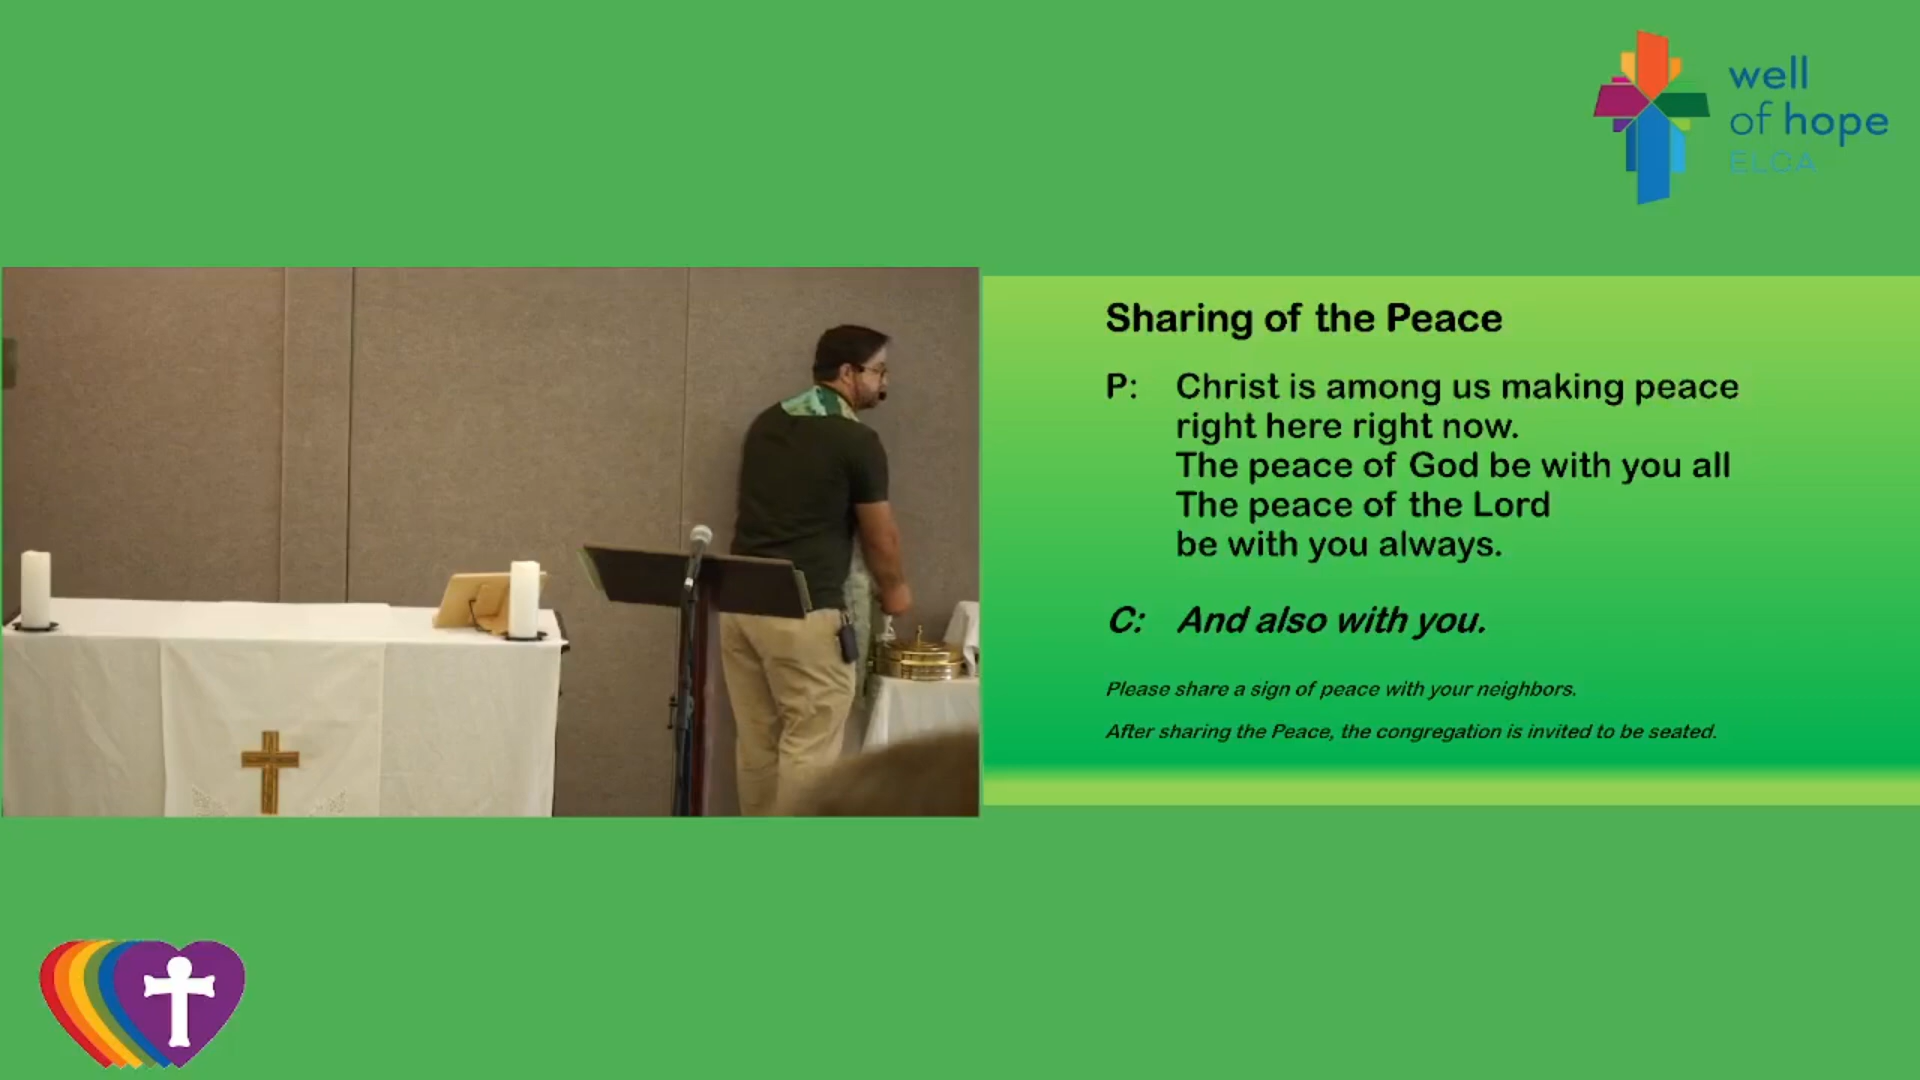 well
of hope
ELCA
Sharing of the Peace
P: Christ is among us making peace
right here right now.
The peace of God be with you all
The peace of the Lord
be with you always.
C: And also with you.
Please share a sign of peace with your neighbors.
After sharing the Peace, the congregation is invited to be seated.